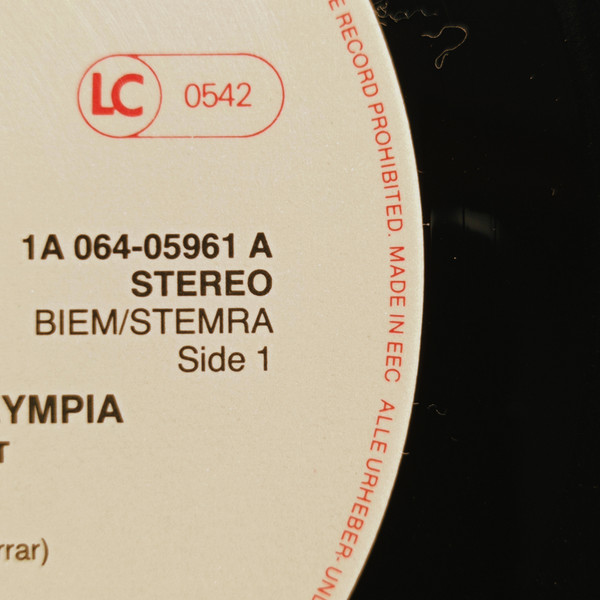 LC 0542
1A 064-05961 A
STEREO
BIEM/STEMRA
Side 1
YMPIA
T
rrar)
E RECORD PROHIBITED. MADE IN EEC ALLE URHEBER- UN